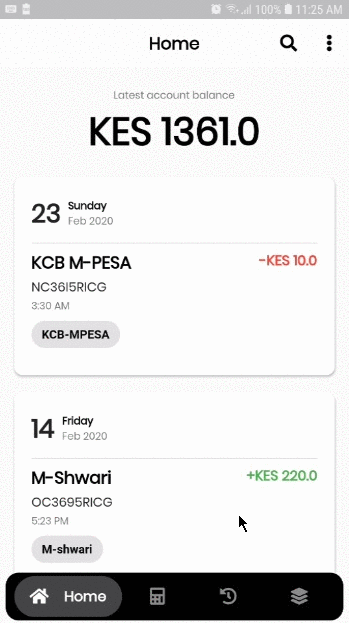 100% 11:25 AM
Home
Latest account balance
KES 1361.0
23 Sunday
Feb 2020
KCB M-PESA -KES 10.0
NC36I5RICG
3:30 AM
KCB-MPESA
14 Friday
Feb 2020
M-Shwari +KES 220.0
OC3695RICG
5:23 PM
M-shwari
Home